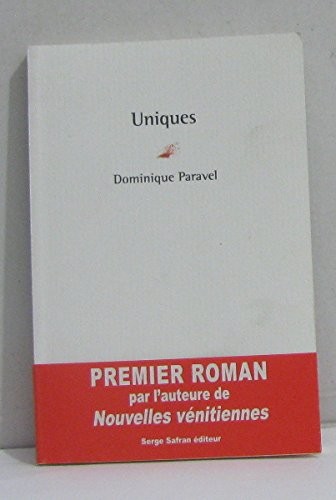 Uniques
Dominique Paravel
PREMIER ROMAN
par l'auteure de
Nouvelles vénitiennes
Serge Safran éditeur